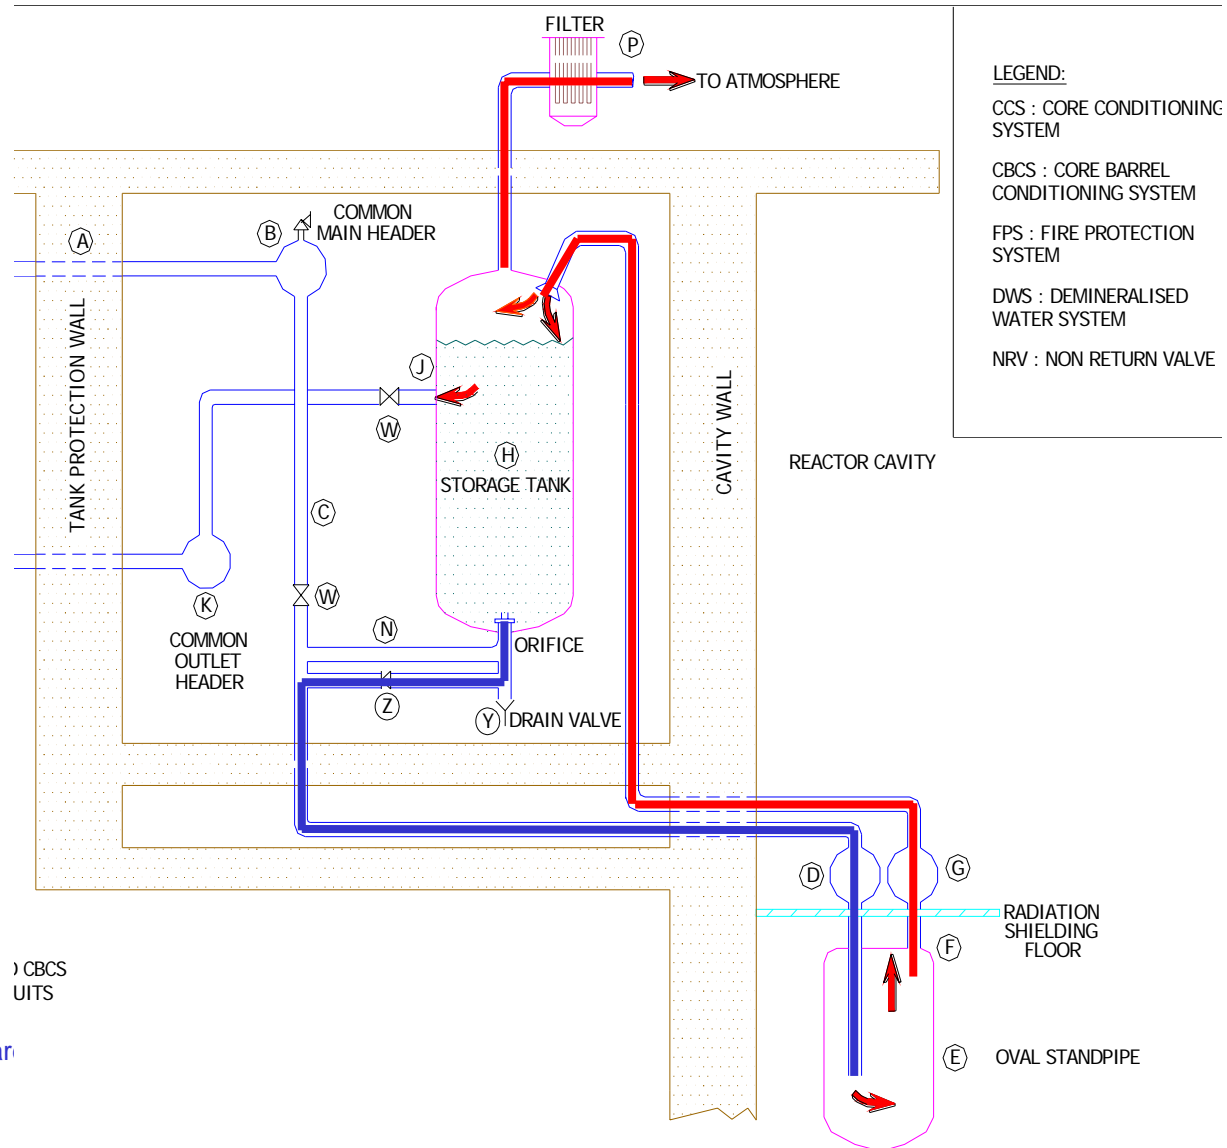 FILTER
P
TO ATMOSPHERE
LEGEND:
CCS : CORE CONDITIONING
SYSTEM
CBCS : CORE BARREL
CONDITIONING SYSTEM
FPS : FIRE PROTECTION
SYSTEM
DWS : DEMINERALISED
WATER SYSTEM
NRV : NON RETURN VALVE
A
B
COMMON
MAIN HEADER
TANK PROTECTION WALL
J
W
H
STORAGE TANK
CAVITY WALL
REACTOR CAVITY
C
W
K
COMMON
OUTLET
HEADER
N
ORIFICE
Z
Y
DRAIN VALVE
D
G
RADIATION
SHIELDING
FLOOR
F
CBCS
UITS
E
OVAL STANDPIPE